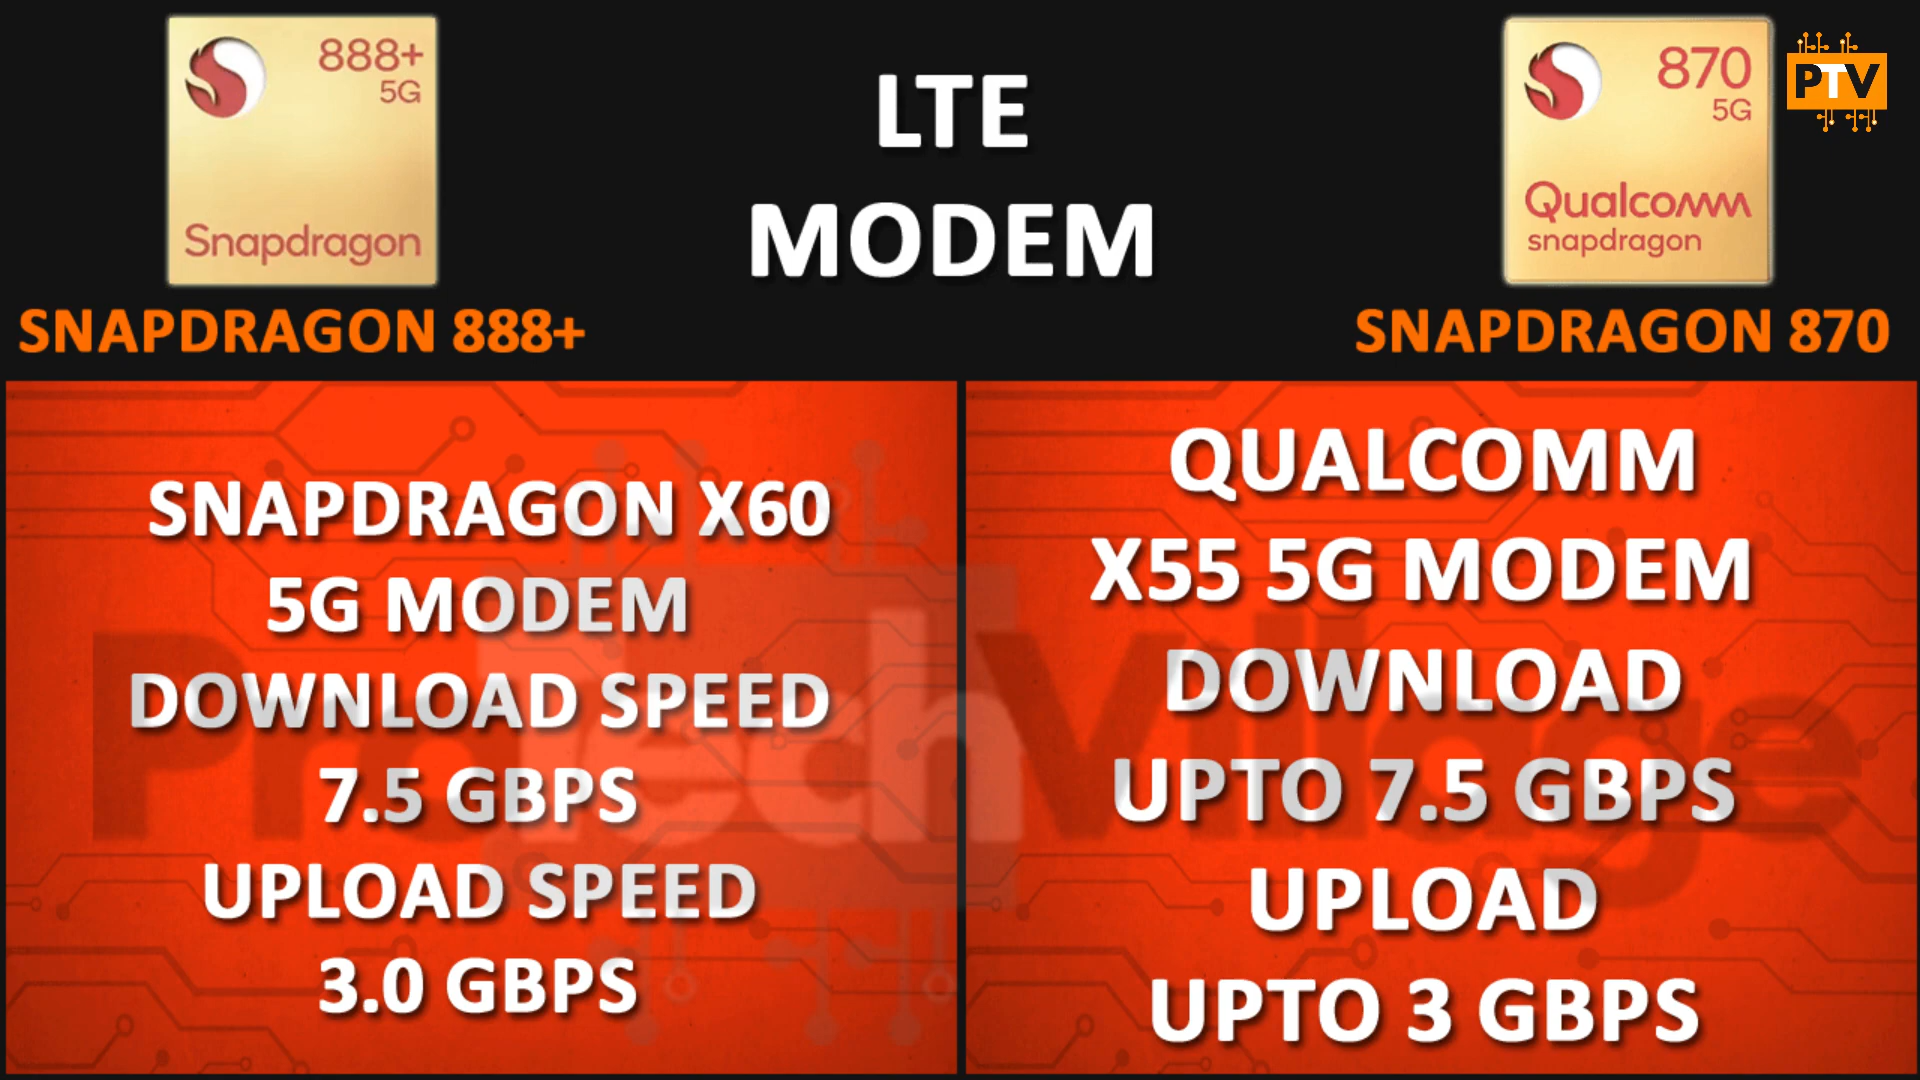 888+
5G
Snapdragon
LTE
MODEM
870
5G
Qualcomm
snapdragon
PTV
SNAPDRAGON 888+
SNAPDRAGON 870
SNAPDRAGON X60
5G MODEM
DOWNLOAD SPEED
7.5 GBPS
UPLOAD SPEED
3.0 GBPS
QUALCOMM
X55 5G MODEM
DOWNLOAD
UPTO 7.5 GBPS
UPLOAD
UPTO 3 GBPS
ProTechVillage